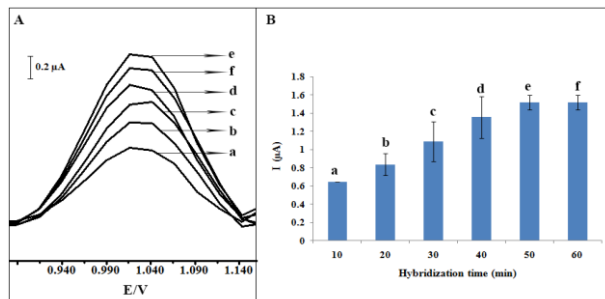 A
0.2 µA
e
f
d
c
b
a
0.940 0.990 1.040 1.090 1.140
E/V
B
I (µA)
1.8
1.6
1.4
1.2
1
0.8
0.6
0.4
0.2
0
a b c d e f
10 20 30 40 50 60
Hybridization time (min)